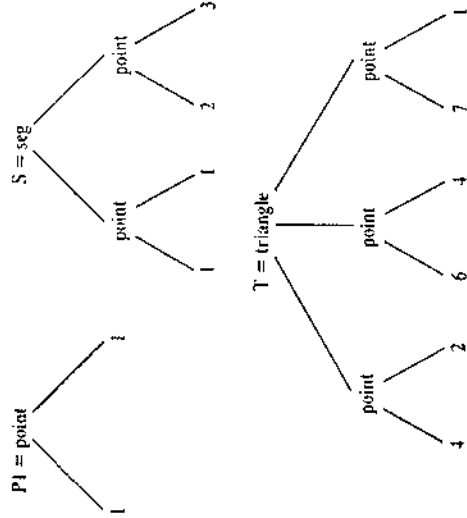 P1 = point
1 1
S = seg
point point
1 1 2 3
T = triangle
point point point
4 2 6 4 7 1